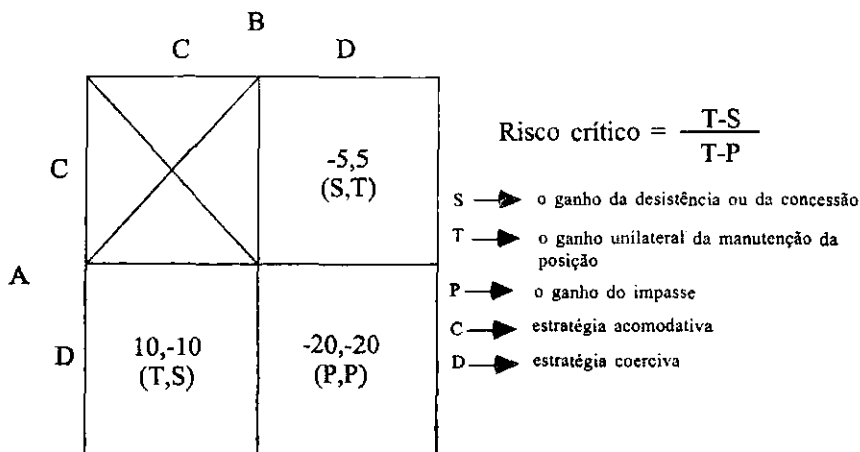 B
C D
Risco crítico = T-S
T-P
C
-5,5
(S,T)
S o ganho da desistência ou da concessão
T o ganho unilateral da manutenção da
posição
A
P o ganho do impasse
C estratégia acomodativa
D estratégia coerciva
D
10,-10
(T,S)
-20,-20
(P,P)